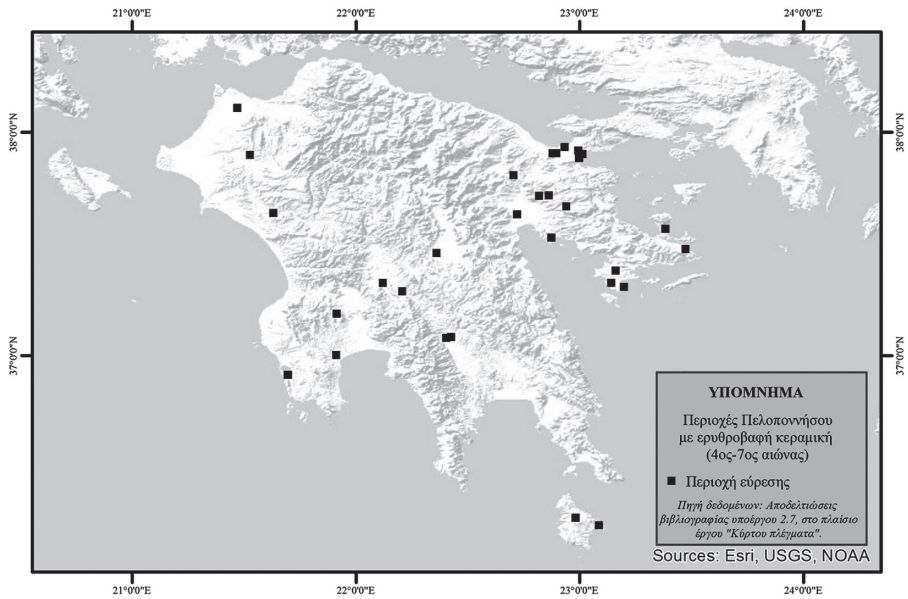 21°0'0"E 22°0'0"E 23°0'0"E 24°0'0"E
38°0'0"N 38°0'0"N
37°0'0"N 37°0'0"N
ΥΠΟΜΝΗΜΑ
Περιοχές Πελοποννήσου
με ερυθροβαφή κεραμική
(4ος-7ος αιώνας)
Περιοχή εύρεσης
Πηγή δεδομένων: Αποδελτιώσεις
βιβλιογραφίας υποέργου 2.7, στο πλαίσιο
έργου "Κύρτου πλέγματα".
Sources: Esri, USGS, NOAA
21°0'0"E 22°0'0"E 23°0'0"E 24°0'0"E